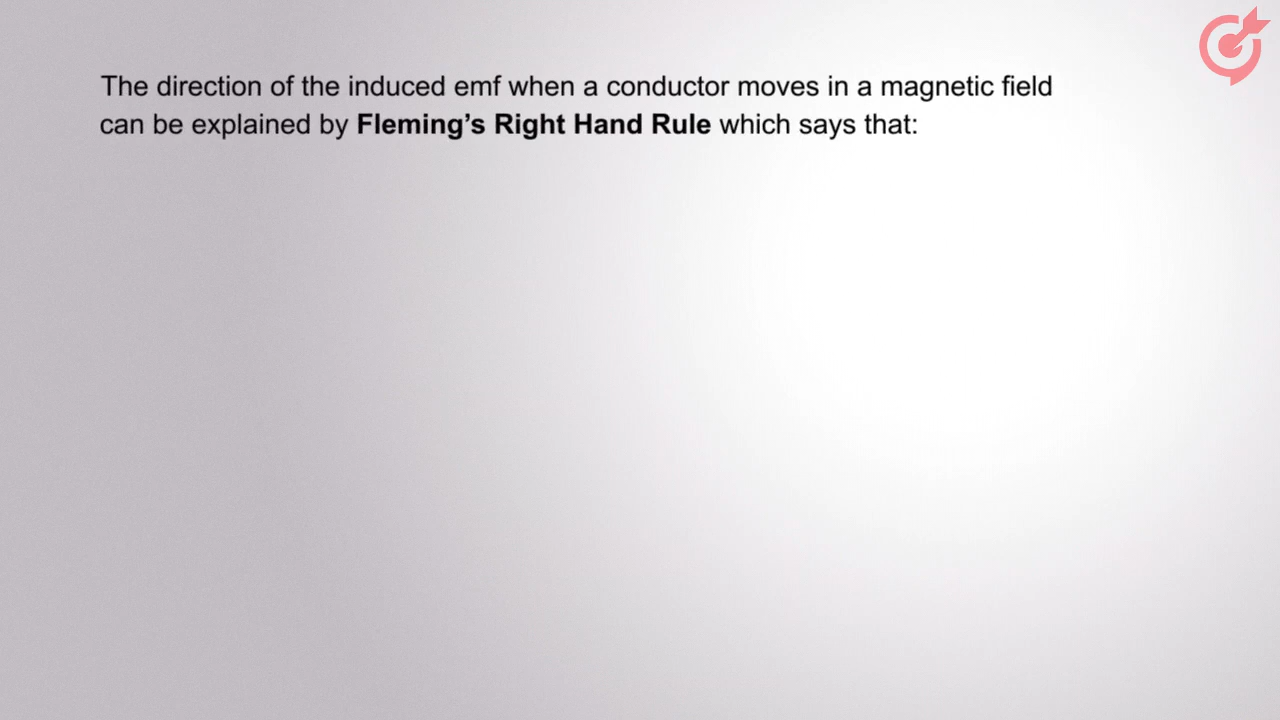 The direction of the induced emf when a conductor moves in a magnetic field
can be explained by Fleming’s Right Hand Rule which says that: